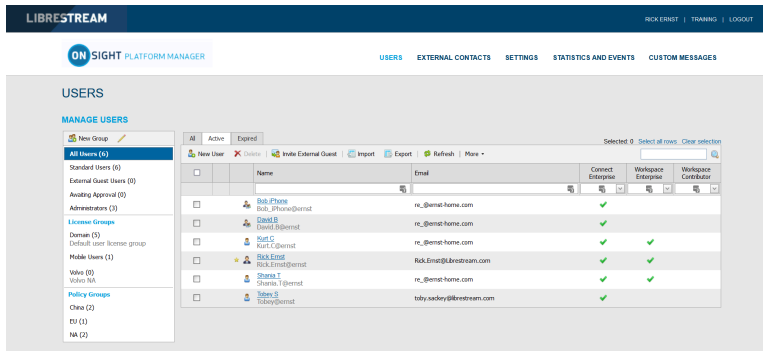 LIBRESTREAM
RICK ERNST | TRAINING | LOGOUT
ON SIGHT PLATFORM MANAGER
USERS EXTERNAL CONTACTS SETTINGS STATISTICS AND EVENTS CUSTOM MESSAGES
USERS
MANAGE USERS
New Group
All Users (6)
Standard Users (6)
External Guest Users (0)
Awaiting Approval (0)
Administrators (3)
License Groups
Domain (5)
Default user license group
Mobile Users (1)
Volvo (0)
Volvo NA
Policy Groups
China (2)
EU (1)
NA (2)
All Active Expired
Selected: 0 Select all rows Clear selection
New User | Delete | Invite External Guest | Import Export | Refresh | More
Name Email Connect Enterprise Workspace Enterprise Workspace Contributor
Bob iPhone
Bob_iPhone@ernst re_@ernst-home.com
David B
David.B@ernst re_@ernst-home.com
Kurt C
Kurt.C@ernst re_@ernst-home.com
Rick Ernst
Rick.Ernst@ernst Rick.Ernst@Librestream.com
Shania T
Shania.T@ernst re_@ernst-home.com
Tobey S
Tobey@ernst toby.sackey@librestream.com